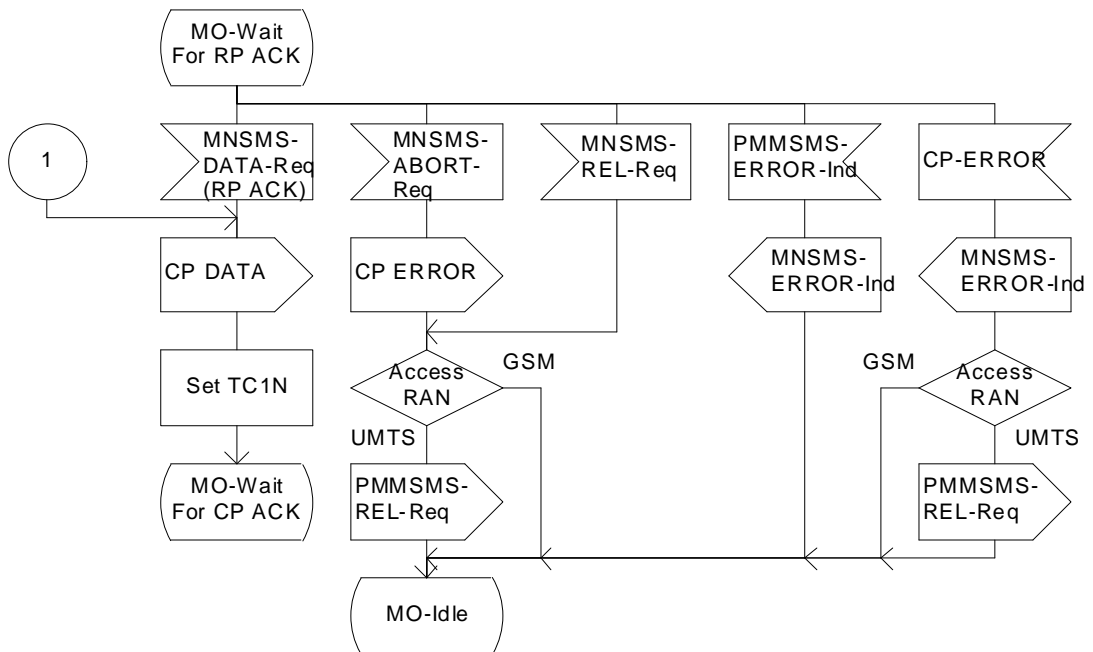 MO-Wait
For RP ACK
1
MNSMS-
DATA-Req
(RP ACK)
MNSMS-
ABORT-
Req
MNSMS-
REL-Req
PMMSMS-
ERROR-Ind
CP-ERROR
CP DATA
CP ERROR
MNSMS-
ERROR-Ind
MNSMS-
ERROR-Ind
Set TC1N
Access
RAN
GSM
UMTS
GSM
Access
RAN
UMTS
MO-Wait
For CP ACK
PMMSMS-
REL-Req
PMMSMS-
REL-Req
MO-Idle